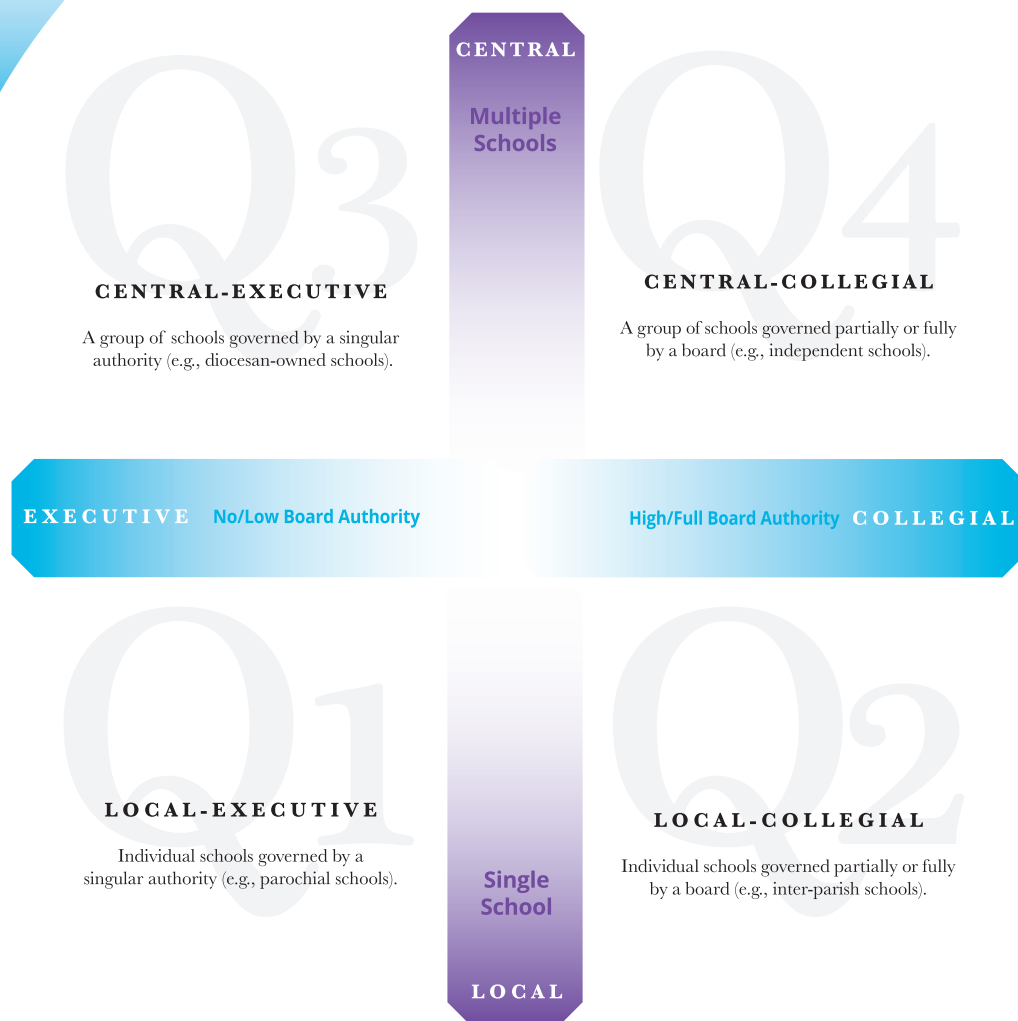 CENTRAL
Multiple
Schools
Q3
CENTRAL-EXECUTIVE
A group of schools governed by a singular
authority (e.g., diocesan-owned schools).
Q4
CENTRAL-COLLEGIAL
A group of schools governed partially or fully
by a board (e.g., independent schools).
EXECUTIVE No/Low Board Authority
High/Full Board Authority COLLEGIAL
Q1
LOCAL-EXECUTIVE
Individual schools governed by a
singular authority (e.g., parochial schools).
Q2
LOCAL-COLLEGIAL
Individual schools governed partially or fully
by a board (e.g., inter-parish schools).
Single
School
LOCAL